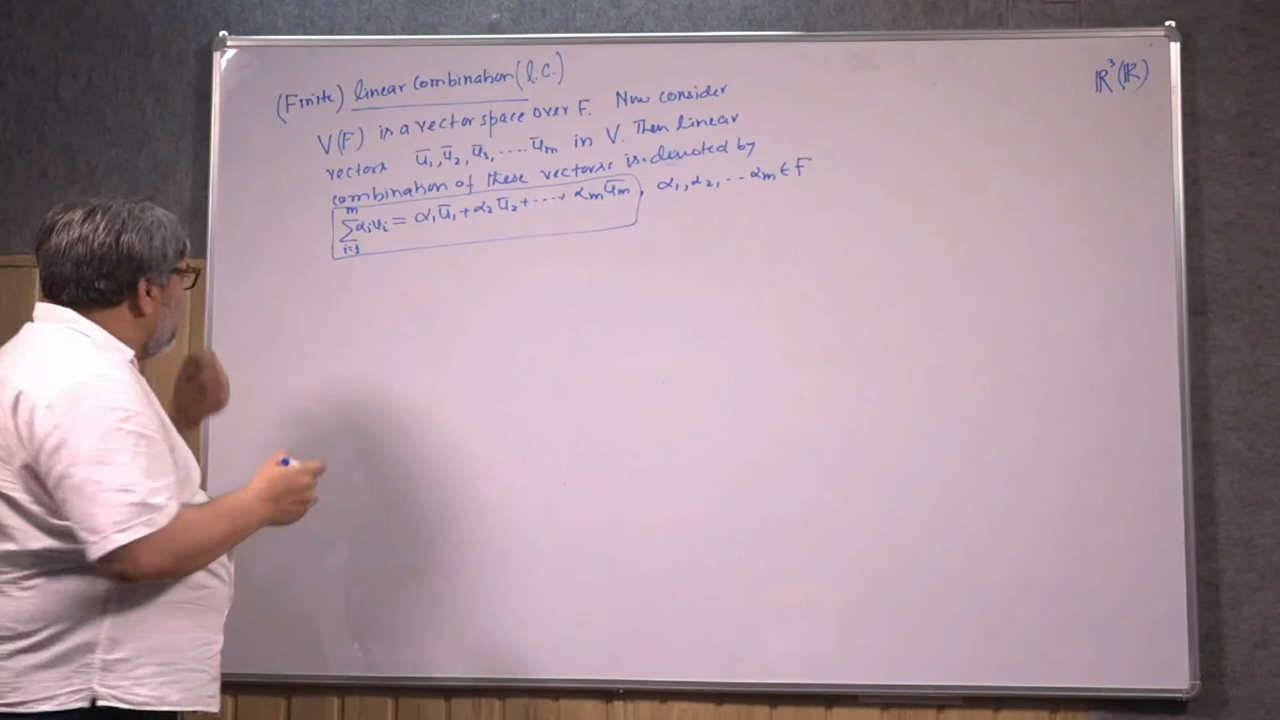 (Finite) linear combination (l.c.)
V(F) is a vector space over F. Now consider
vectors ū₁, ū₂, ū₃, .... ūm in V. Then linear
combination of these vectors is denoted by
∑ᵢ₌₁ᵐ αᵢuᵢ = α₁ū₁ + α₂ū₂ + .... + αmūm, α₁, α₂, ... αm ∈ F
ℝ³(ℝ)